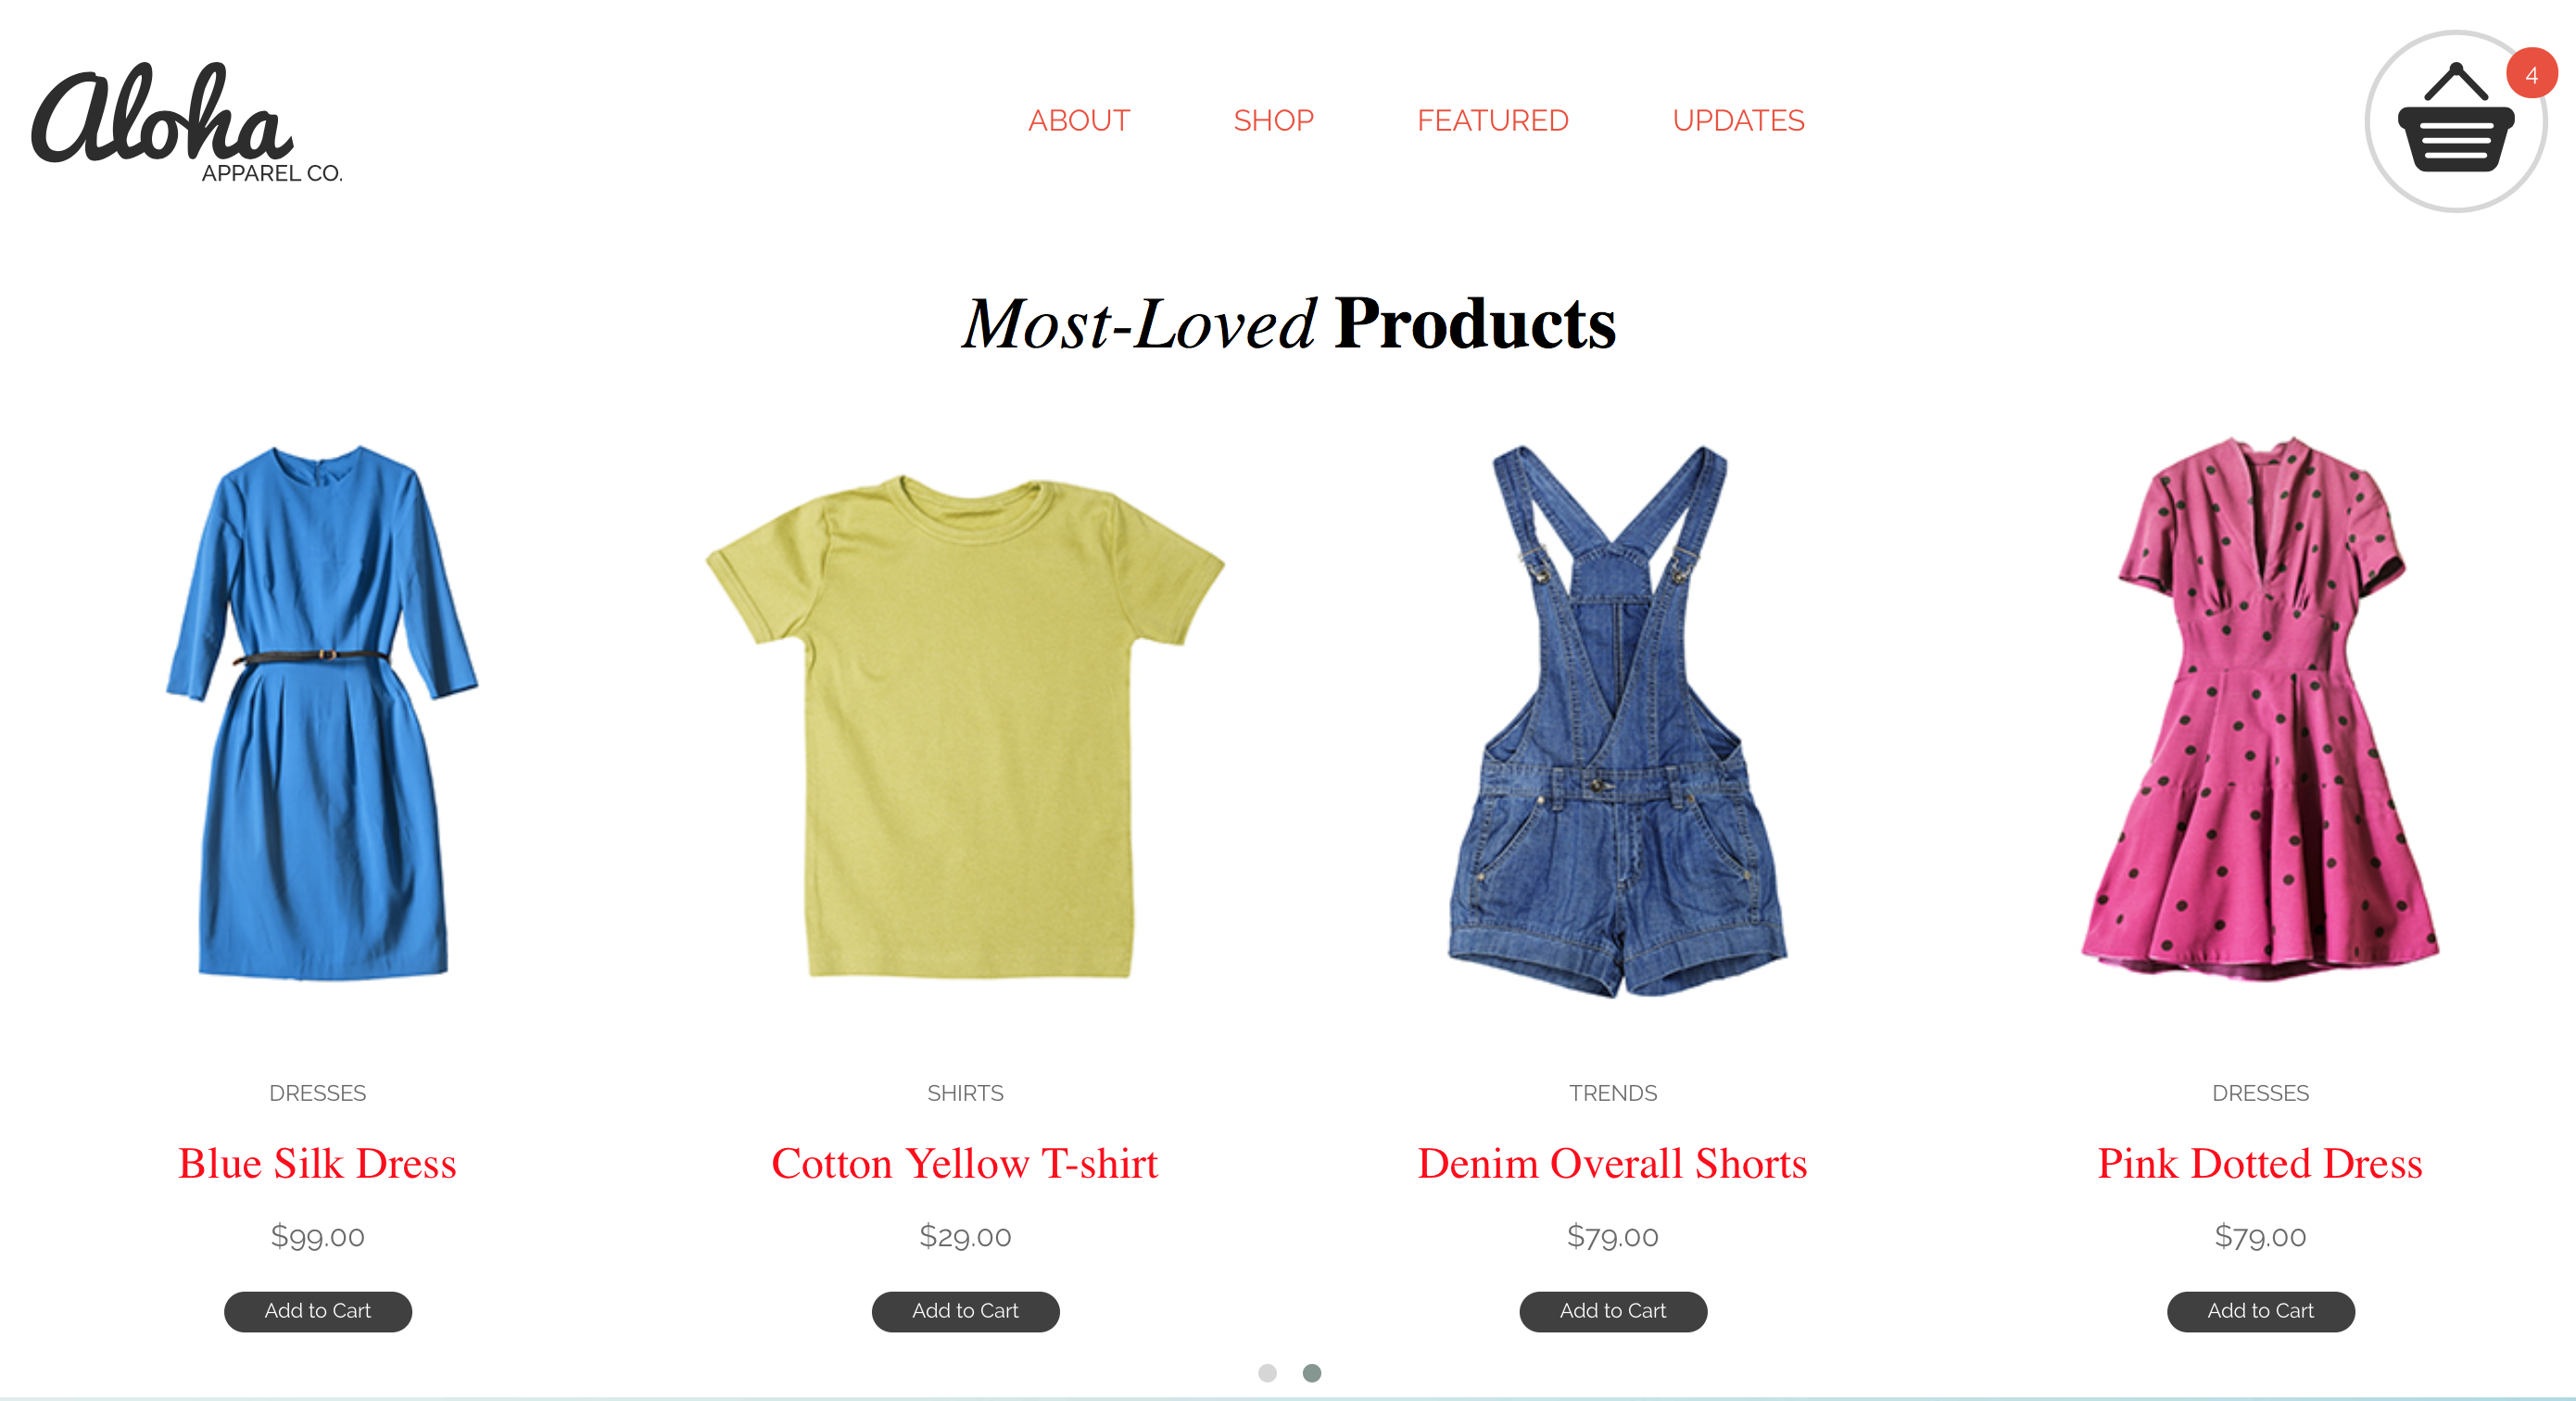 Aloha
APPAREL CO.
ABOUT SHOP FEATURED UPDATES
4
Most-Loved Products
DRESSES
Blue Silk Dress
$99.00
Add to Cart
SHIRTS
Cotton Yellow T-shirt
$29.00
Add to Cart
TRENDS
Denim Overall Shorts
$79.00
Add to Cart
DRESSES
Pink Dotted Dress
$79.00
Add to Cart